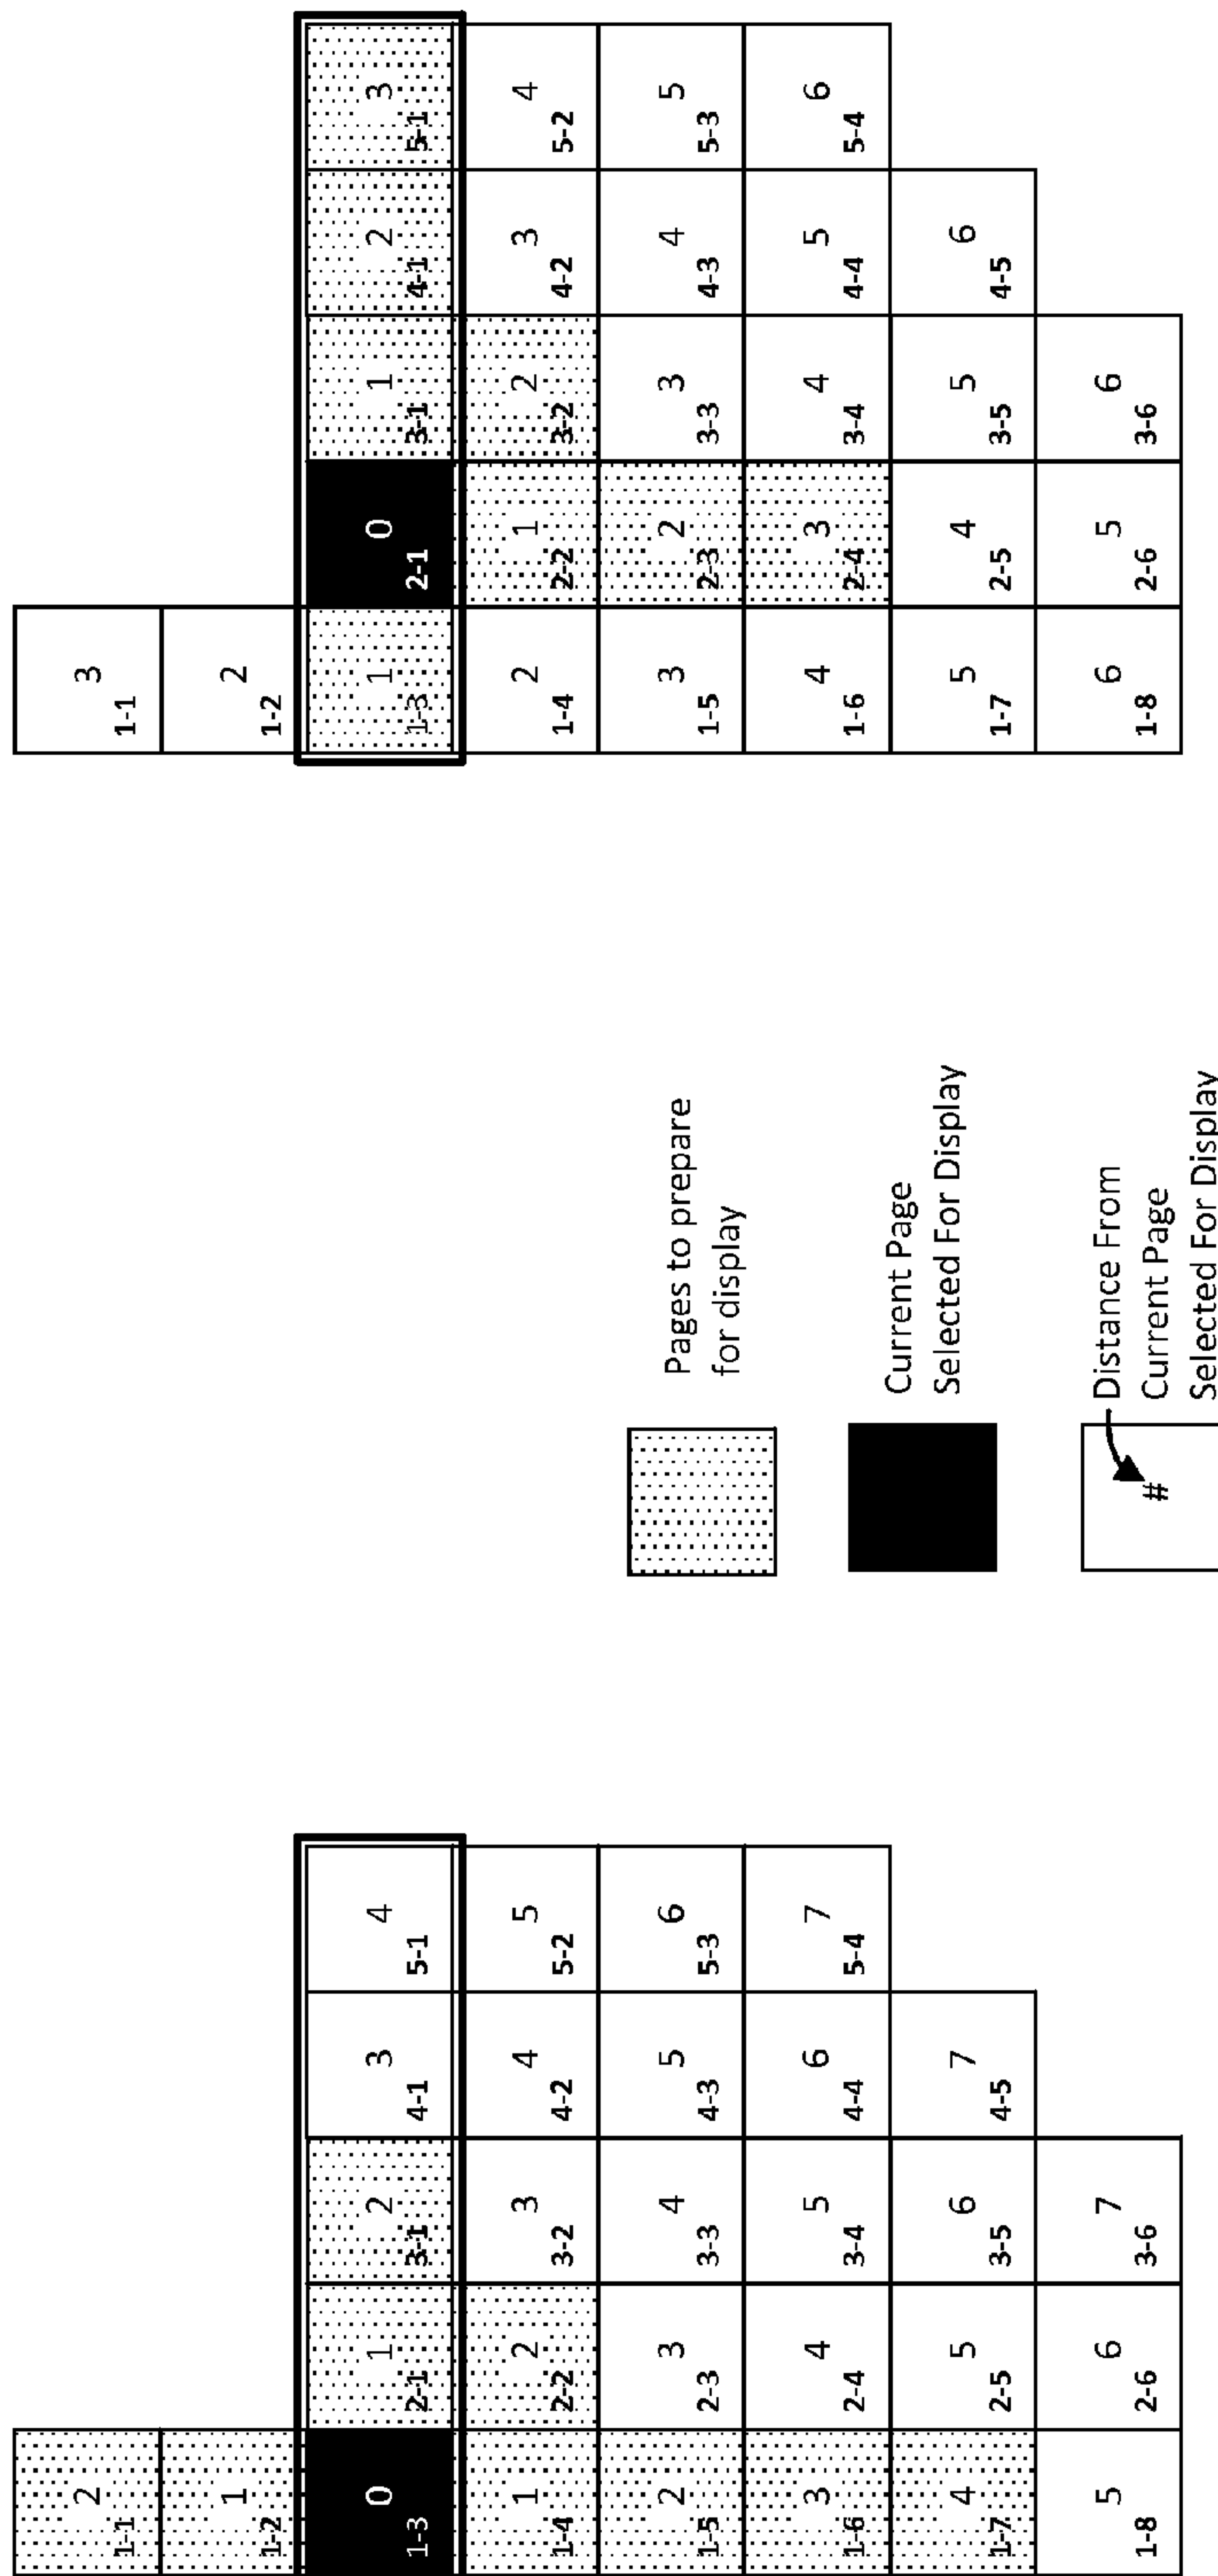 2
1-1
1
1-2
0 1 2 3 4
1-3 2-1 3-1 4-1 5-1
1 2 3 4 5
1-4 2-2 3-2 4-2 5-2
2 3 4 5 6
1-5 2-3 3-3 4-3 5-3
3 4 5 6 7
1-6 2-4 3-4 4-4 5-4
4 5 6 7
1-7 2-5 3-5 4-5
5 6 7
1-8 2-6 3-6
Pages to prepare
for display
Current Page
Selected For Display
#
Distance From
Current Page
Selected For Display
3
1-1
2
1-2
1 0 1 2 3
1-3 2-1 3-1 4-1 5-1
2 1 2 3 4
1-4 2-2 3-2 4-2 5-2
3 2 3 4 5
1-5 2-3 3-3 4-3 5-3
4 3 4 5 6
1-6 2-4 3-4 4-4 5-4
5 4 5 6
1-7 2-5 3-5 4-5
6 5 6
1-8 2-6 3-6